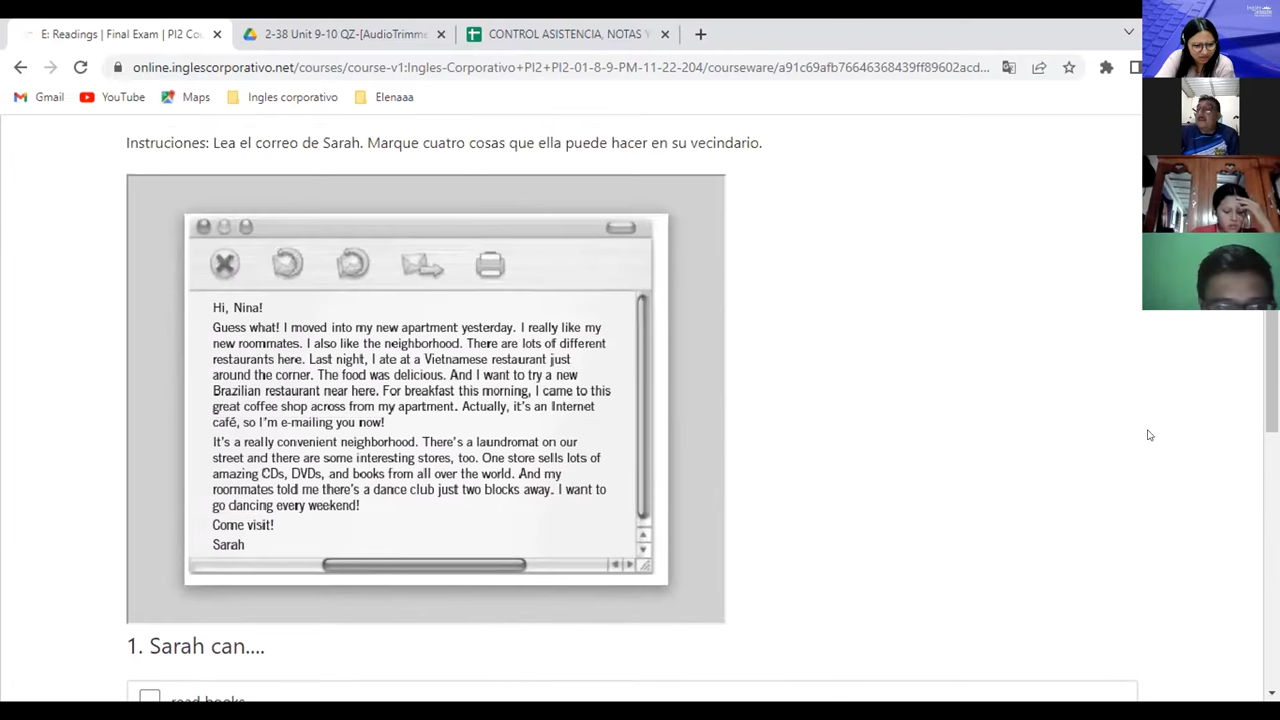 E: Readings | Final Exam | PI2 Cou
2-38 Unit 9-10 QZ-[AudioTrimme
CONTROL ASISTENCIA, NOTAS Y
online.inglescorporativo.net/courses/course-v1:InglesCorporativo+PI2+PI2-01-8-9-PM-11-22-204/courseware/a91c69afb76646368439ff89602acd...
Gmail
YouTube
Maps
Ingles corporativo
Elenaaa
Instruciones: Lea el correo de Sarah. Marque cuatro cosas que ella puede hacer en su vecindario.
Hi, Nina!
Guess what! I moved into my new apartment yesterday. I really like my
new roommates. I also like the neighborhood. There are lots of different
restaurants here. Last night, I ate at a Vietnamese restaurant just
around the corner. The food was delicious. And I want to try a new
Brazilian restaurant near here. For breakfast this morning, I came to this
great coffee shop across from my apartment. Actually, it's an Internet
café, so I'm e-mailing you now!
It's a really convenient neighborhood. There's a laundromat on our
street and there are some interesting stores, too. One store sells lots of
amazing CDs, DVDs, and books from all over the world. And my
roommates told me there's a dance club just two blocks away. I want to
go dancing every weekend!
Come visit!
Sarah
1. Sarah can....
read books